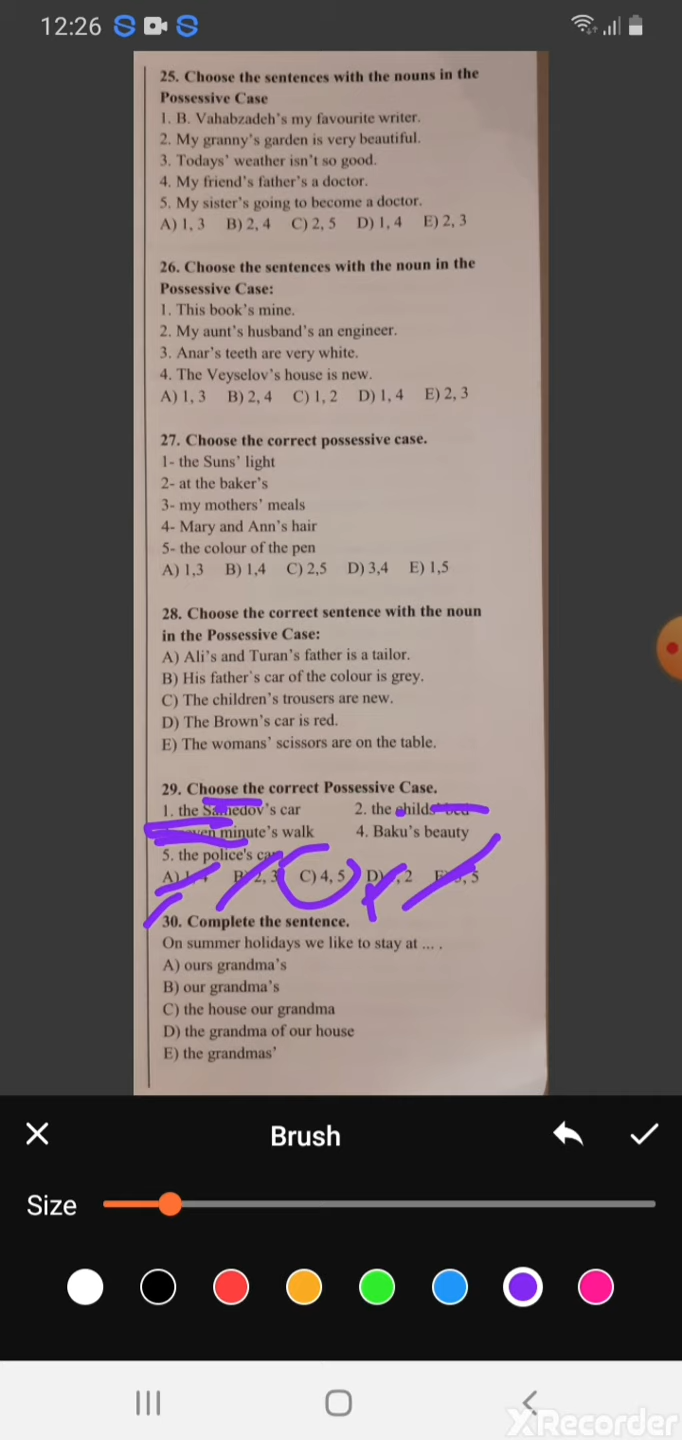 12:26
25. Choose the sentences with the nouns in the
Possessive Case
1. B. Vahabzadeh's my favourite writer.
2. My granny's garden is very beautiful.
3. Todays' weather isn't so good.
4. My friend's father's a doctor.
5. My sister's going to become a doctor.
A) 1, 3 B) 2, 4 C) 2, 5 D) 1, 4 E) 2, 3
26. Choose the sentences with the noun in the
Possessive Case:
1. This book's mine.
2. My aunt's husband's an engineer.
3. Anar's teeth are very white.
4. The Veyselov's house is new.
A) 1, 3 B) 2, 4 C) 1, 2 D) 1, 4 E) 2, 3
27. Choose the correct possessive case.
1- the Suns' light
2- at the baker's
3- my mothers' meals
4- Mary and Ann's hair
5- the colour of the pen
A) 1,3 B) 1,4 C) 2,5 D) 3,4 E) 1,5
28. Choose the correct sentence with the noun
in the Possessive Case:
A) Ali's and Turan's father is a tailor.
B) His father's car of the colour is grey.
C) The children's trousers are new.
D) The Brown's car is red.
E) The womans' scissors are on the table.
29. Choose the correct Possessive Case.
1. the Samedov's car 2. the childs'
minute's walk 4. Baku's beauty
5. the police's
A) B) 2, 3 C) 4, 5 D) 2 5
30. Complete the sentence.
On summer holidays we like to stay at ... .
A) ours grandma's
B) our grandma's
C) the house our grandma
D) the grandma of our house
E) the grandmas'
Brush
Size
XRecorder